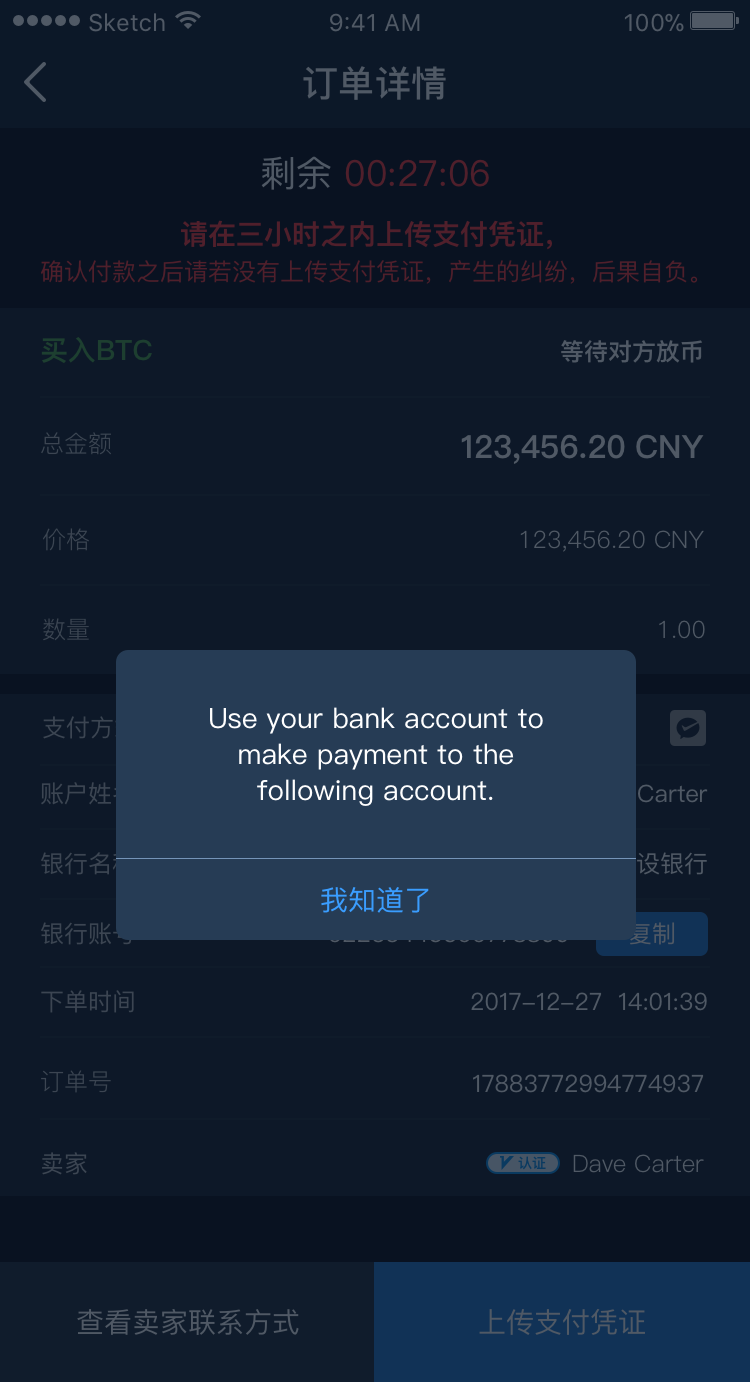 Sketch 9:41 AM 100%
订单详情
剩余 00:27:06
请在三小时之内上传支付凭证，
确认付款之后请若没有上传支付凭证，产生的纠纷，后果自负。
买入BTC 等待对方放币
总金额 123,456.20 CNY
价格 123,456.20 CNY
数量 1.00
Use your bank account to
make payment to the
following account.
我知道了
支付方
账户姓 Carter
银行名 设银行
银行账号 复制
下单时间 2017-12-27 14:01:39
订单号 17883772994774937
卖家 认证 Dave Carter
查看卖家联系方式 上传支付凭证